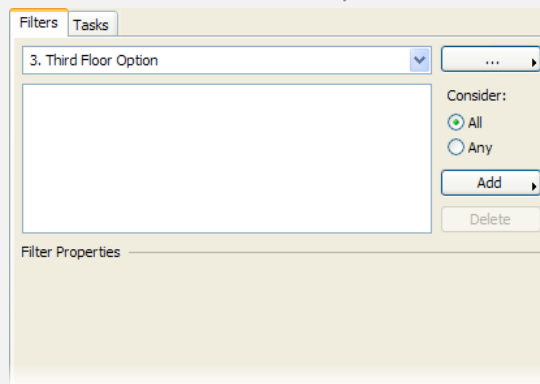 Filters Tasks
3. Third Floor Option ...
Consider:
All
Any
Add
Delete
Filter Properties